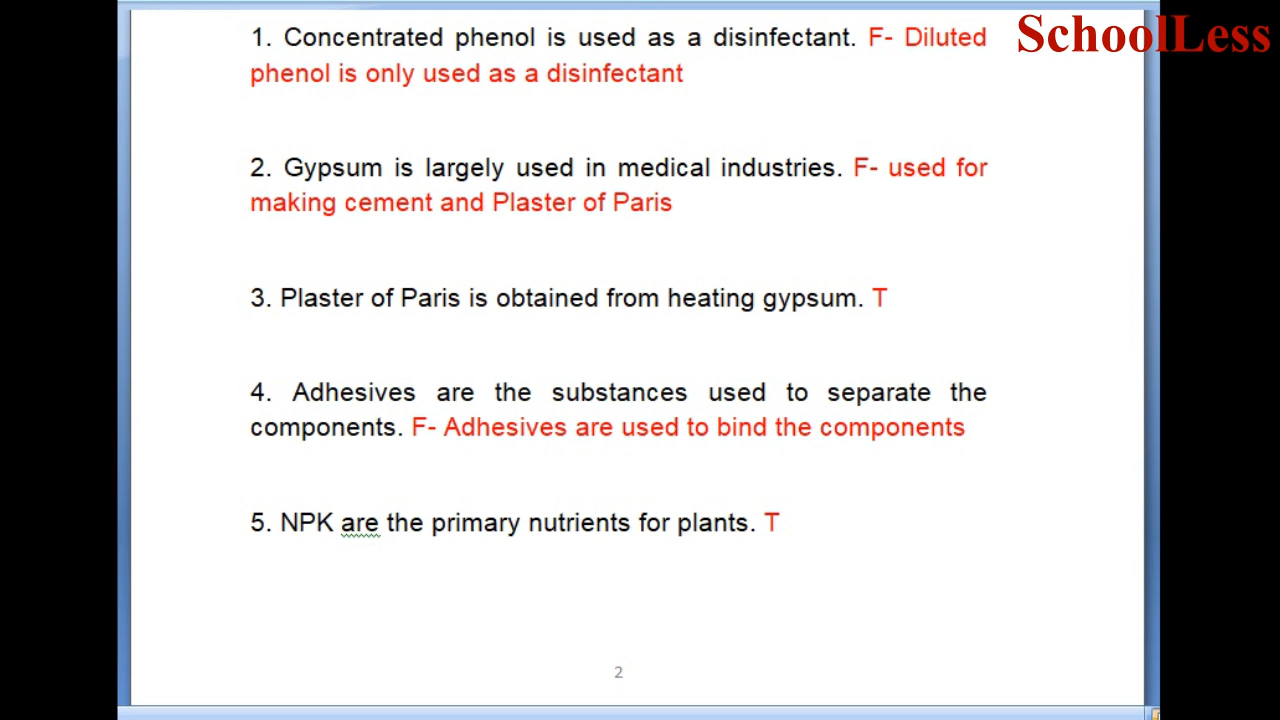 SchoolLess
1. Concentrated phenol is used as a disinfectant. F- Diluted
phenol is only used as a disinfectant
2. Gypsum is largely used in medical industries. F- used for
making cement and Plaster of Paris
3. Plaster of Paris is obtained from heating gypsum. T
4. Adhesives are the substances used to separate the
components. F- Adhesives are used to bind the components
5. NPK are the primary nutrients for plants. T
2